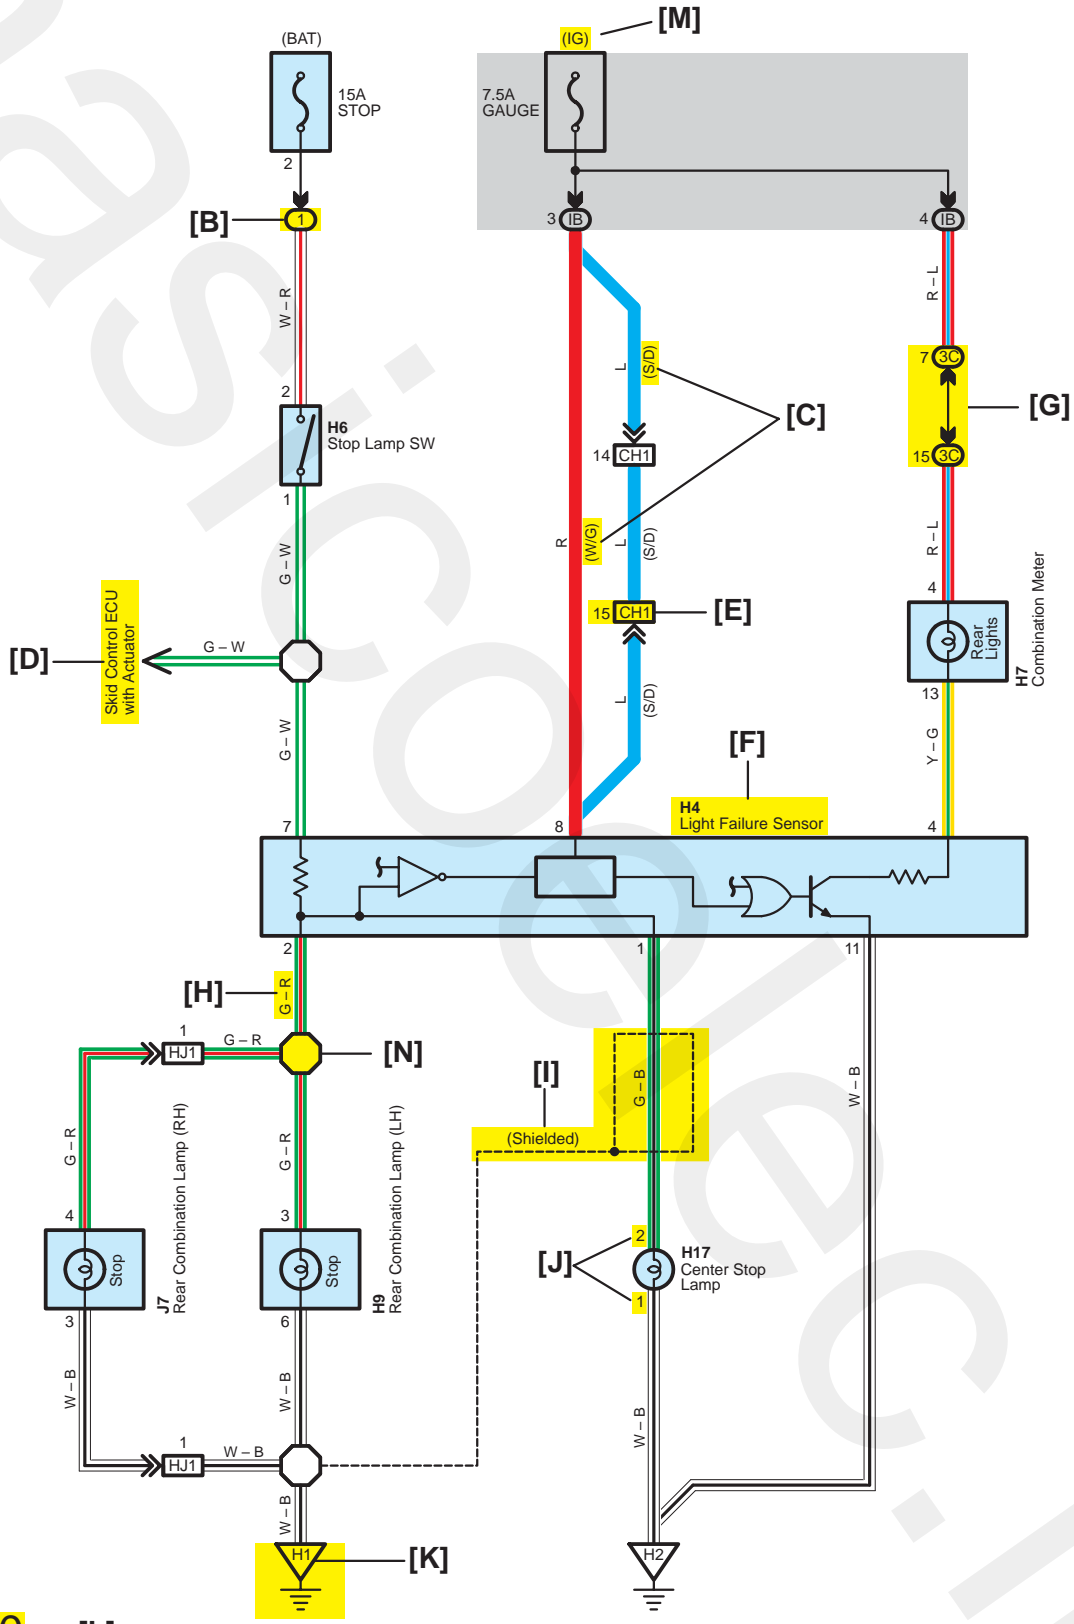 [M]
(BAT)
(IG)
15A
STOP
7.5A
GAUGE
2
[B]
1
3
IB
4
IB
W – R
R – L
L
(S/D)
7
3C
[G]
[C]
2
H6
Stop Lamp SW
14
CH1
15
3C
1
G – W
R
(W/G)
L
(S/D)
R – L
4
H7
Combination Meter
Rear
Lights
[D]
Skid Control ECU
with Actuator
G – W
15
CH1
[E]
13
G – W
L
(S/D)
Y – G
[F]
H4
Light Failure Sensor
7
8
4
2
1
11
[H]
G – R
1
HJ1
G – R
[N]
[I]
G – B
W – B
(Shielded)
G – R
Rear Combination Lamp (RH)
J7
G – R
Rear Combination Lamp (LH)
H9
4
Stop
3
3
Stop
6
[J]
2
1
H17
Center Stop
Lamp
W – B
W – B
W – B
1
HJ1
W – B
W – B
H1
[K]
H2